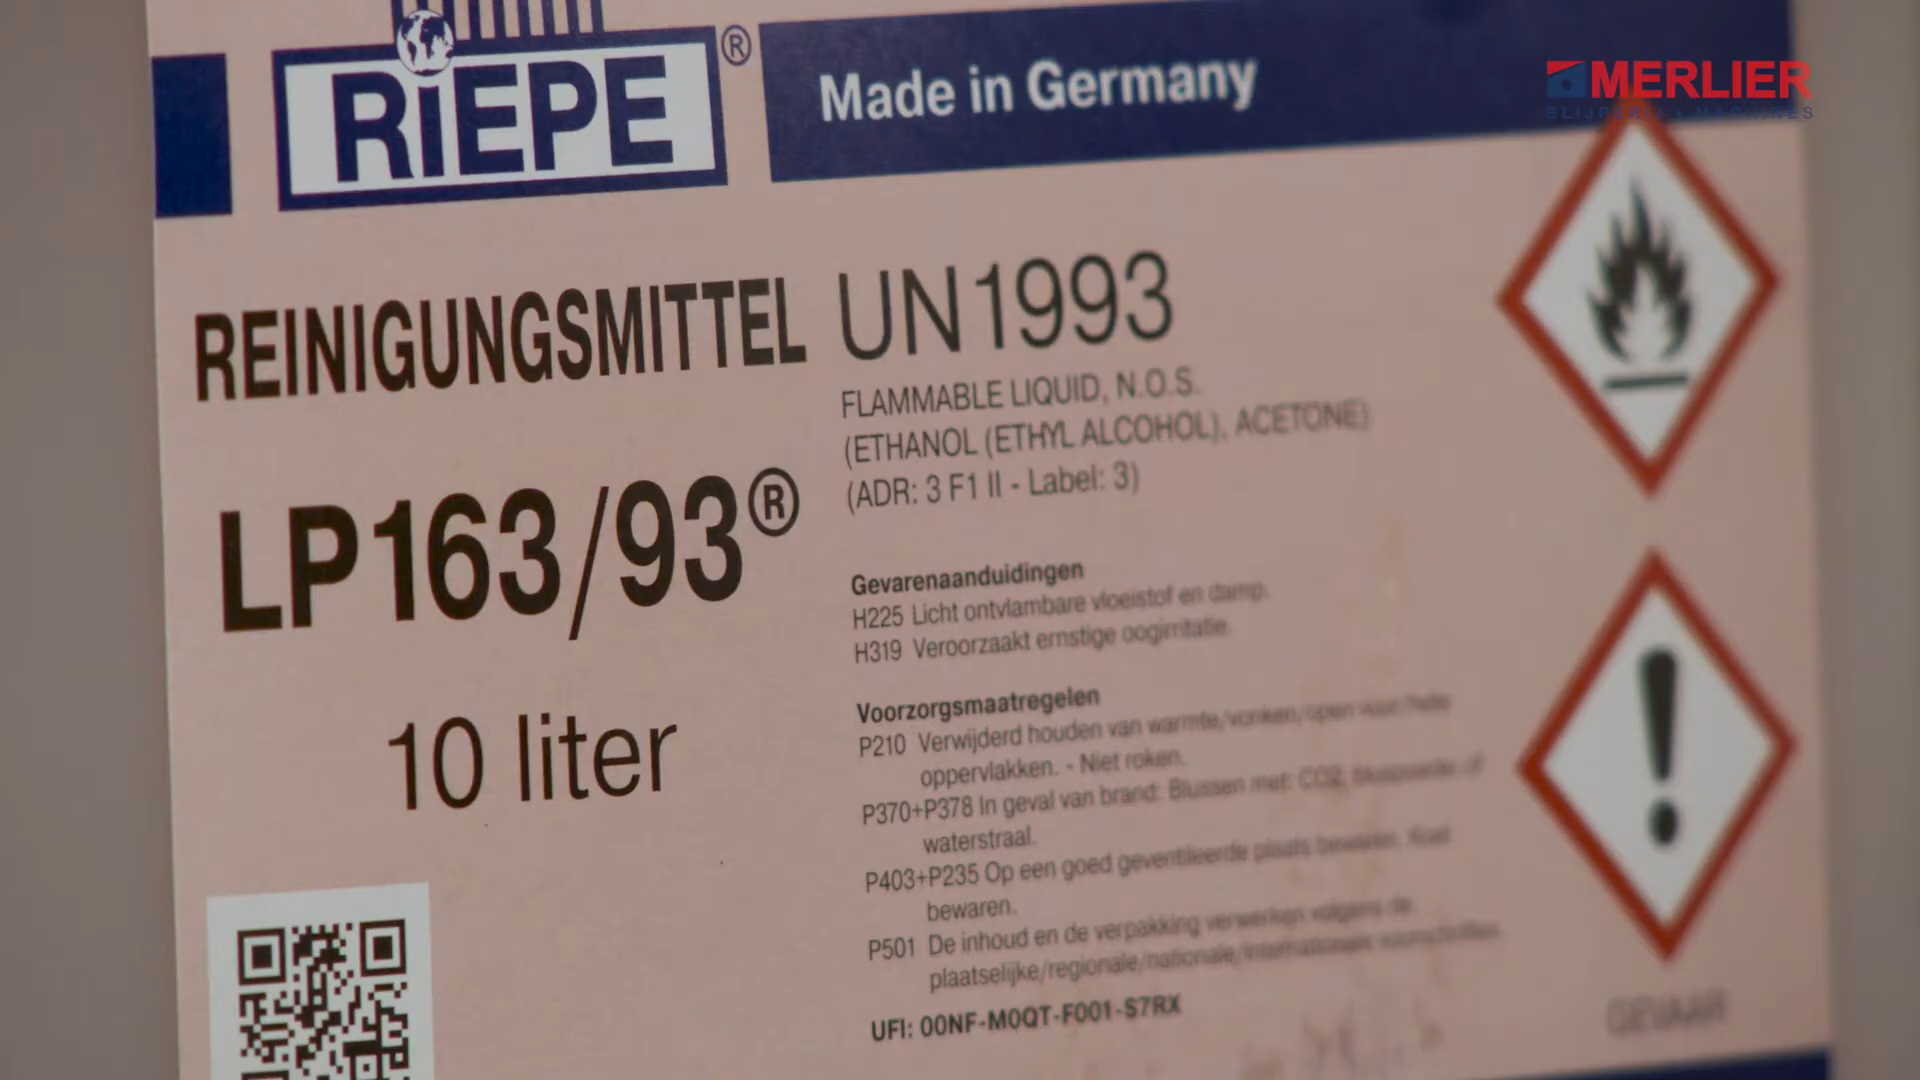 RiEPE®
Made in Germany
MERLIER
SLIJPERIJ • MACHINES
REINIGUNGSMITTEL
LP163/93®
10 liter
UN1993
FLAMMABLE LIQUID, N.O.S.
(ETHANOL (ETHYL ALCOHOL), ACETONE)
(ADR: 3 F1 II - Label: 3)
Gevarenaanduidingen
H225 Licht ontvlambare vloeistof en damp.
H319 Veroorzaakt ernstige oogirritatie.
Voorzorgsmaatregelen
P210 Verwijderd houden van warmte/vonken/open vuur/hete
oppervlakken. - Niet roken.
P370+P378 In geval van brand: Blussen met: CO2, bluspoeder of
waterstraal.
P403+P235 Op een goed geventileerde plaats bewaren. Koel
bewaren.
P501 De inhoud en de verpakking verwerken volgens de
plaatselijke/regionale/nationale/internationale voorschriften.
UFI: 00NF-M0QT-F001-S7RX
GEVAAR